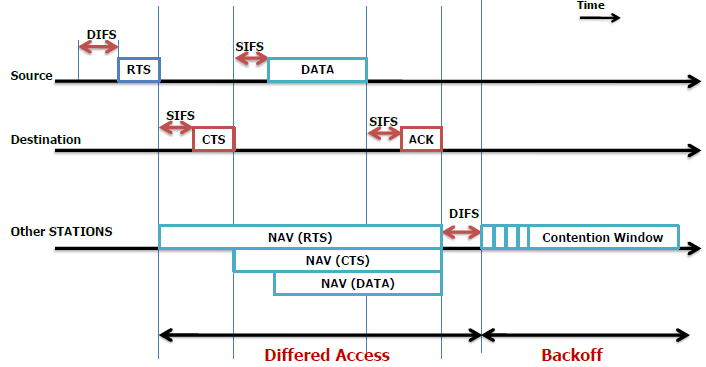 Time
DIFS
SIFS
Source
RTS
DATA
SIFS
SIFS
Destination
CTS
ACK
DIFS
Other STATIONS
NAV (RTS)
Contention Window
NAV (CTS)
NAV (DATA)
Differed Access
Backoff